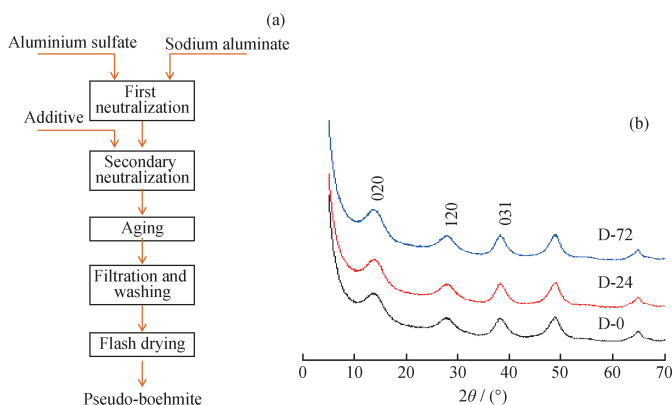 (a)
Aluminium sulfate
Sodium aluminate
First
neutralization
Additive
Secondary
neutralization
Aging
Filtration and
washing
Flash drying
Pseudo-boehmite
(b)
020
120
031
D-72
D-24
D-0
0 10 20 30 40 50 60 70
2θ / (°)